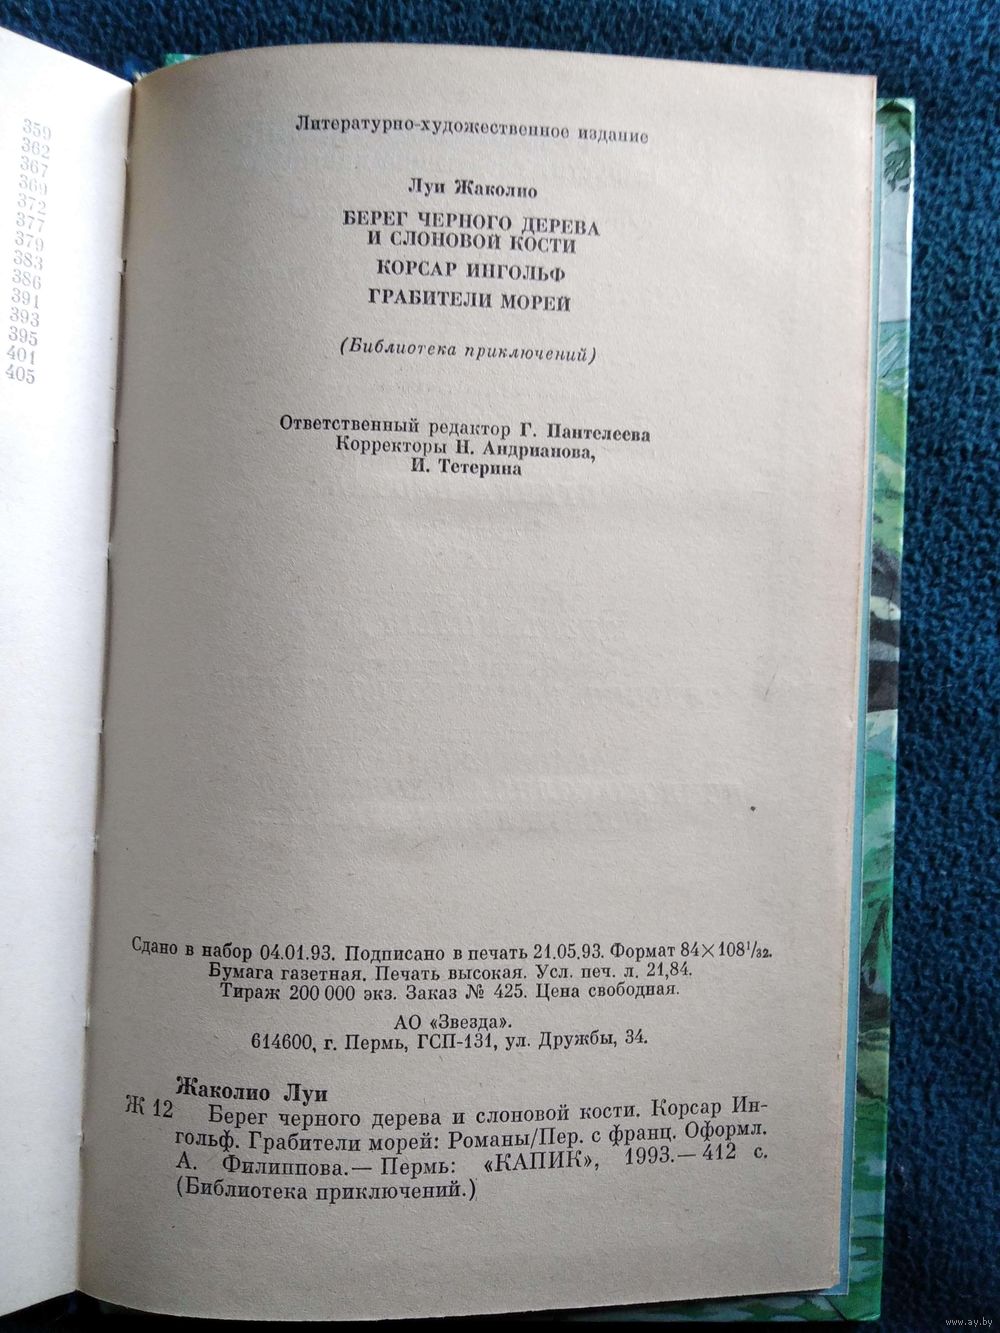 359
362
367
369
372
377
379
383
386
391
393
395
401
405
Литературно-художественное издание
Луи Жаколио
БЕРЕГ ЧЕРНОГО ДЕРЕВА
И СЛОНОВОЙ КОСТИ
КОРСАР ИНГОЛЬФ
ГРАБИТЕЛИ МОРЕЙ
(Библиотека приключений)
Ответственный редактор Г. Пантелеева
Корректоры Н. Андрианова,
И. Тетерина
Сдано в набор 04.01.93. Подписано в печать 21.05.93. Формат 84×108¹/₃₂.
Бумага газетная. Печать высокая. Усл. печ. л. 21,84.
Тираж 200 000 экз. Заказ № 425. Цена свободная.
АО «Звезда».
614600, г. Пермь, ГСП-131, ул. Дружбы, 34.
Жаколио Луи
Ж 12 Берег черного дерева и слоновой кости. Корсар Ин-
гольф. Грабители морей: Романы/Пер. с франц. Оформл.
А. Филиппова.— Пермь: «КАПИК», 1993.— 412 с.
(Библиотека приключений.)
www.ay.by